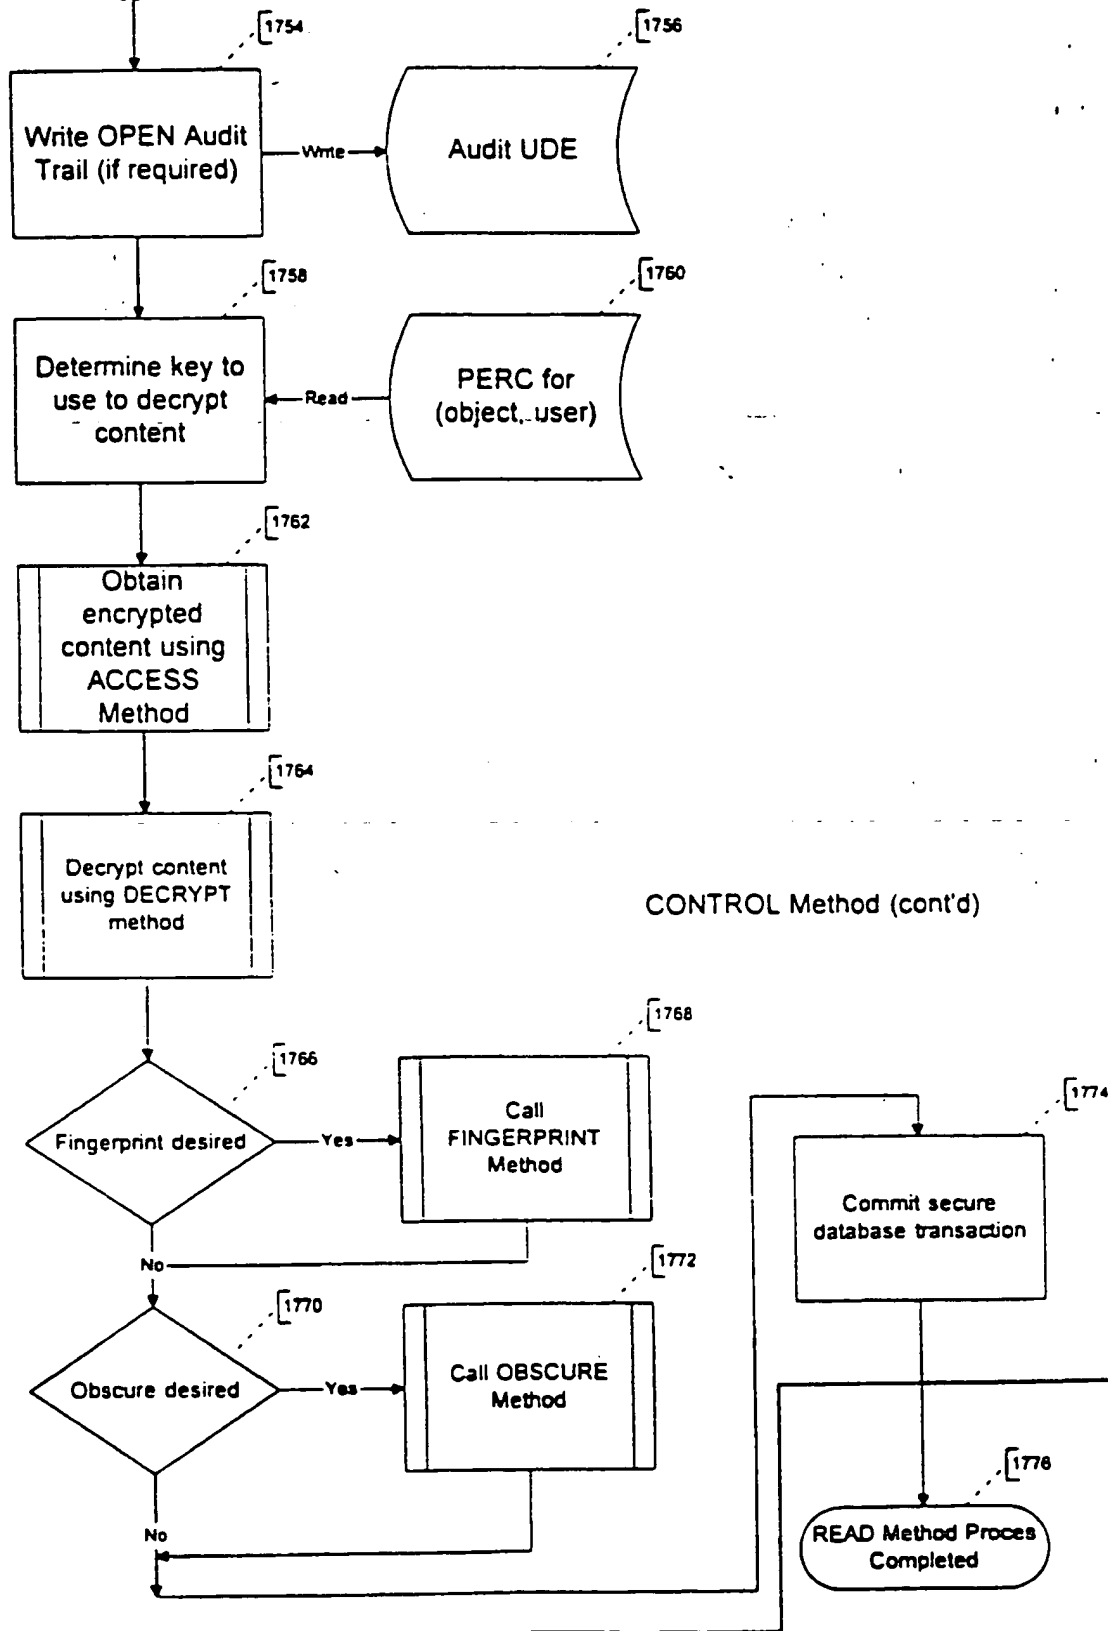 1754
1756
Write OPEN Audit
Trail (if required)
Write
Audit UDE
1758
1760
Determine key to
use to decrypt
content
Read
PERC for
(object, user)
1762
Obtain
encrypted
content using
ACCESS
Method
1764
Decrypt content
using DECRYPT
method
CONTROL Method (cont'd)
1766
1768
Fingerprint desired
Yes
Call
FINGERPRINT
Method
1774
Commit secure
database transaction
No
1770
1772
Obscure desired
Yes
Call OBSCURE
Method
No
1776
READ Method Proces
Completed